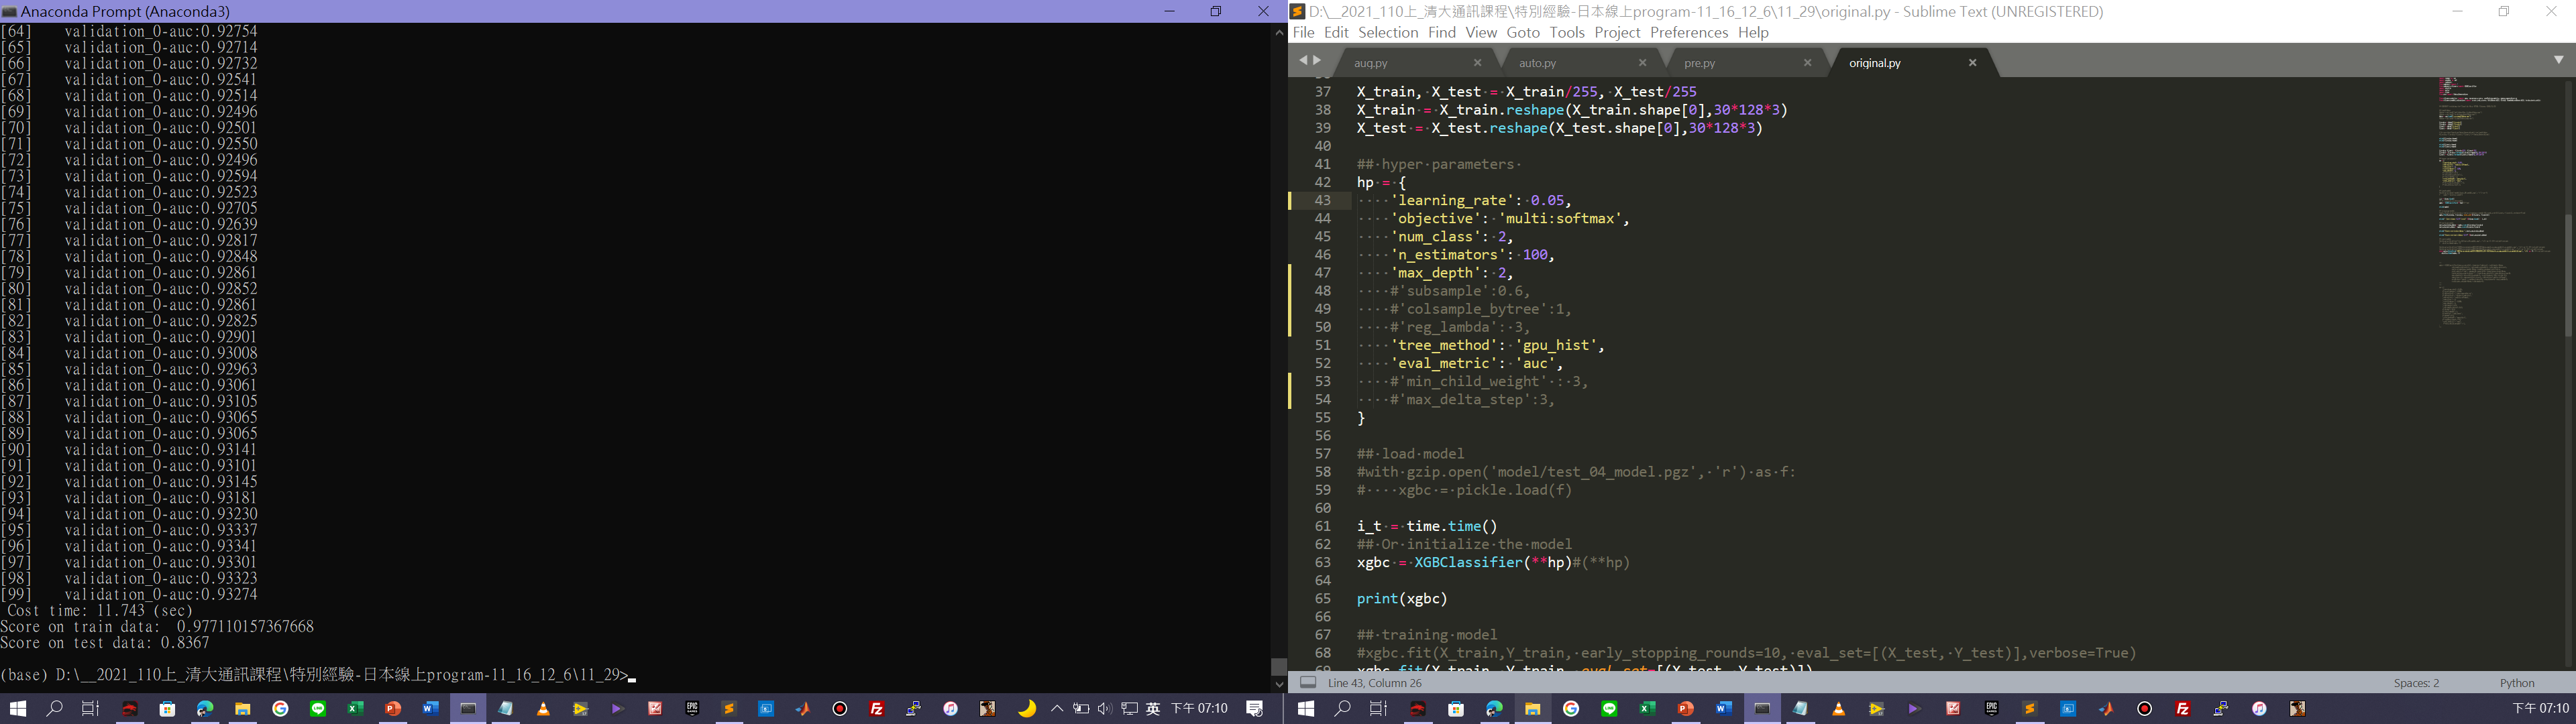 Anaconda Prompt (Anaconda3)
[64] validation_0-auc:0.92754
[65] validation_0-auc:0.92714
[66] validation_0-auc:0.92732
[67] validation_0-auc:0.92541
[68] validation_0-auc:0.92514
[69] validation_0-auc:0.92496
[70] validation_0-auc:0.92501
[71] validation_0-auc:0.92550
[72] validation_0-auc:0.92496
[73] validation_0-auc:0.92594
[74] validation_0-auc:0.92523
[75] validation_0-auc:0.92705
[76] validation_0-auc:0.92639
[77] validation_0-auc:0.92817
[78] validation_0-auc:0.92848
[79] validation_0-auc:0.92861
[80] validation_0-auc:0.92852
[81] validation_0-auc:0.92861
[82] validation_0-auc:0.92825
[83] validation_0-auc:0.92901
[84] validation_0-auc:0.93008
[85] validation_0-auc:0.92963
[86] validation_0-auc:0.93061
[87] validation_0-auc:0.93105
[88] validation_0-auc:0.93065
[89] validation_0-auc:0.93065
[90] validation_0-auc:0.93141
[91] validation_0-auc:0.93101
[92] validation_0-auc:0.93145
[93] validation_0-auc:0.93181
[94] validation_0-auc:0.93230
[95] validation_0-auc:0.93337
[96] validation_0-auc:0.93341
[97] validation_0-auc:0.93301
[98] validation_0-auc:0.93323
[99] validation_0-auc:0.93274
Cost time: 11.743 (sec)
Score on train data: 0.977110157367668
Score on test data: 0.8367
(base) D:\__2021_110上_清大通訊課程\特別經驗-日本線上program-11_16_12_6\11_29>
英 下午 07:10
D:\__2021_110上_清大通訊課程\特別經驗-日本線上program-11_16_12_6\11_29\original.py - Sublime Text (UNREGISTERED)
File Edit Selection Find View Goto Tools Project Preferences Help
auq.py auto.py pre.py original.py
37 X_train, X_test = X_train/255, X_test/255
38 X_train = X_train.reshape(X_train.shape[0],30*128*3)
39 X_test = X_test.reshape(X_test.shape[0],30*128*3)
40
41 ## hyper parameters
42 hp = {
43 'learning_rate': 0.05,
44 'objective': 'multi:softmax',
45 'num_class': 2,
46 'n_estimators': 100,
47 'max_depth': 2,
48 #'subsample':0.6,
49 #'colsample_bytree':1,
50 #'reg_lambda': 3,
51 'tree_method': 'gpu_hist',
52 'eval_metric': 'auc',
53 #'min_child_weight' : 3,
54 #'max_delta_step':3,
55 }
56
57 ## load model
58 #with gzip.open('model/test_04_model.pgz', 'r') as f:
59 # xgbc = pickle.load(f)
60
61 i_t = time.time()
62 ## Or initialize the model
63 xgbc = XGBClassifier(**hp)#(**hp)
64
65 print(xgbc)
66
67 ## training model
68 #xgbc.fit(X_train,Y_train, early_stopping_rounds=10, eval_set=[(X_test, Y_test)],verbose=True)
69 xgbc.fit(X_train, Y_train, eval_set=[(X_test, Y_test)])
Line 43, Column 26
Spaces: 2
Python
下午 07:10